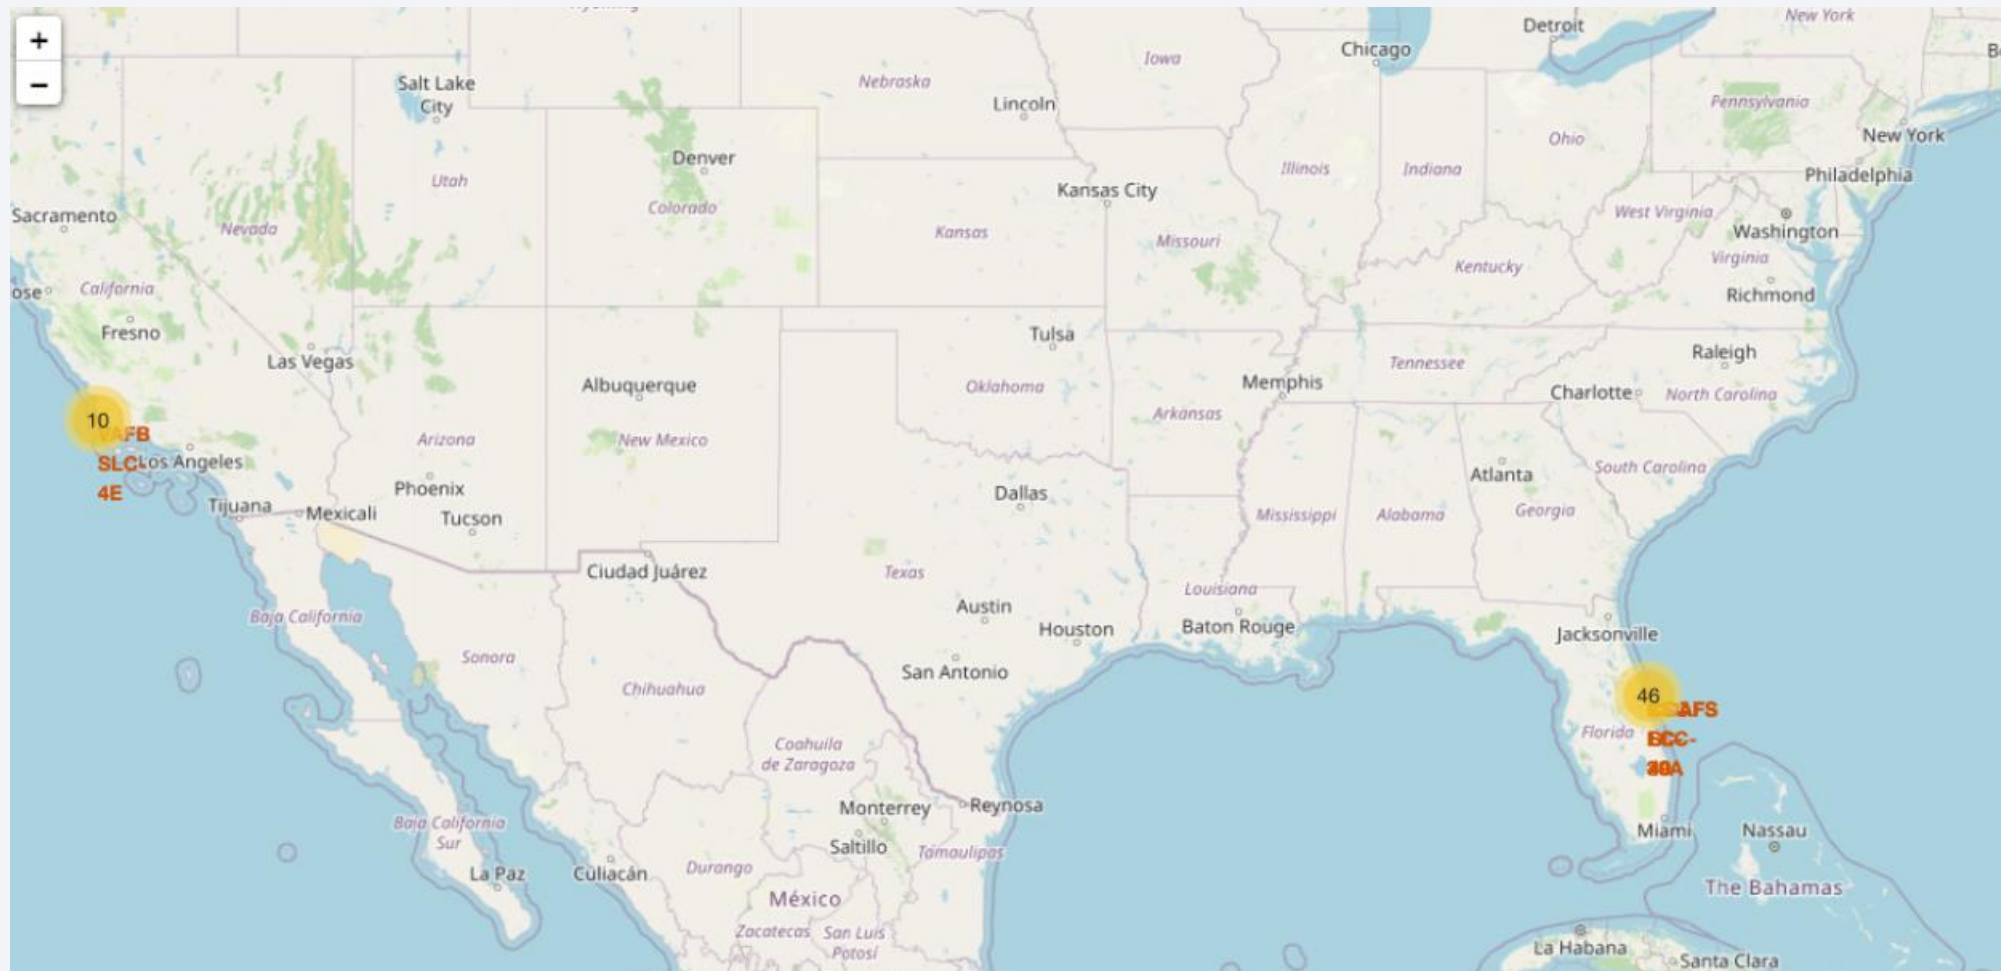 Wyoming
New York
Detroit
+
Chicago
Iowa
B
−
Salt Lake
City
Nebraska
Lincoln
Pennsylvania
New York
Ohio
Denver
Utah
Illinois
Indiana
Philadelphia
Kansas City
Colorado
Sacramento
Nevada
Kansas
Missouri
West Virginia
Washington
Virginia
Kentucky
ose
California
Richmond
Fresno
Las Vegas
Tulsa
Tennessee
Raleigh
Albuquerque
Oklahoma
Memphis
Charlotte
North Carolina
10
VAFB
SLC-
4E
Los Angeles
Arizona
New Mexico
Arkansas
Atlanta
South Carolina
Phoenix
Tucson
Dallas
Tijuana
Mexicali
Mississippi
Alabama
Georgia
Ciudad Juárez
Texas
Louisiana
Baja California
Austin
Houston
Baton Rouge
Jacksonville
Sonora
San Antonio
Chihuahua
46
Florida
Coahuila
de Zaragoza
Monterrey
Reynosa
Baja California
Sur
Saltillo
Tamaulipas
Miami
Nassau
La Paz
Culiacán
Durango
México
The Bahamas
Zacatecas
San Luis
Potosí
La Habana
Santa Clara